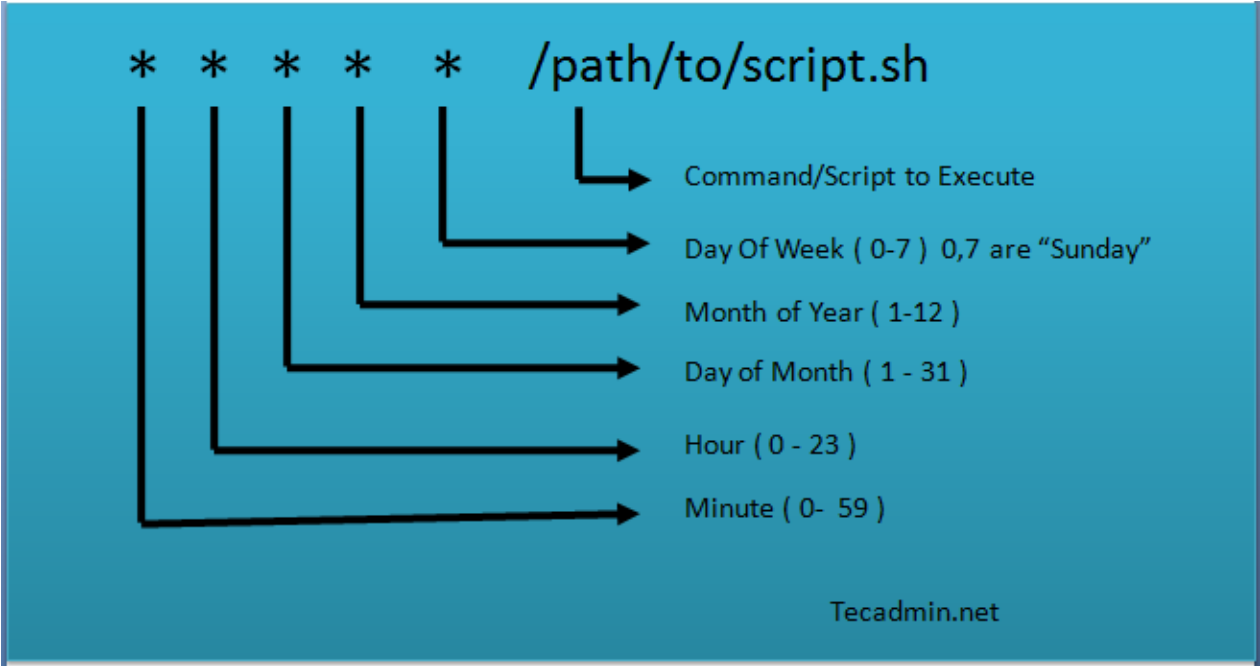 * * * * * /path/to/script.sh
Command/Script to Execute
Day Of Week ( 0-7 ) 0,7 are “Sunday”
Month of Year ( 1-12 )
Day of Month ( 1 - 31 )
Hour ( 0 - 23 )
Minute ( 0- 59 )
Tecadmin.net